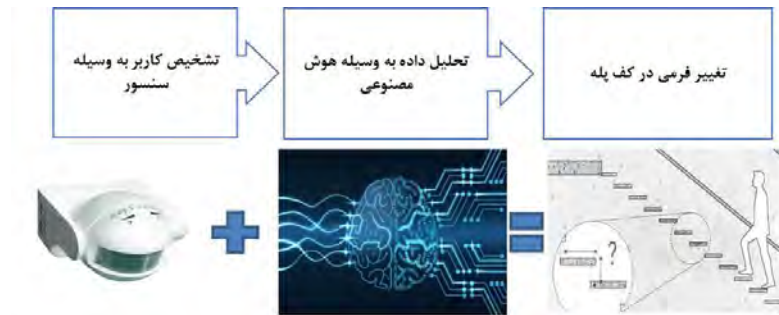 تشخیص کاربر به وسیله
سنسور
تحلیل داده به وسیله هوش
مصنوعی
تغییر فرمی در کف پله
?